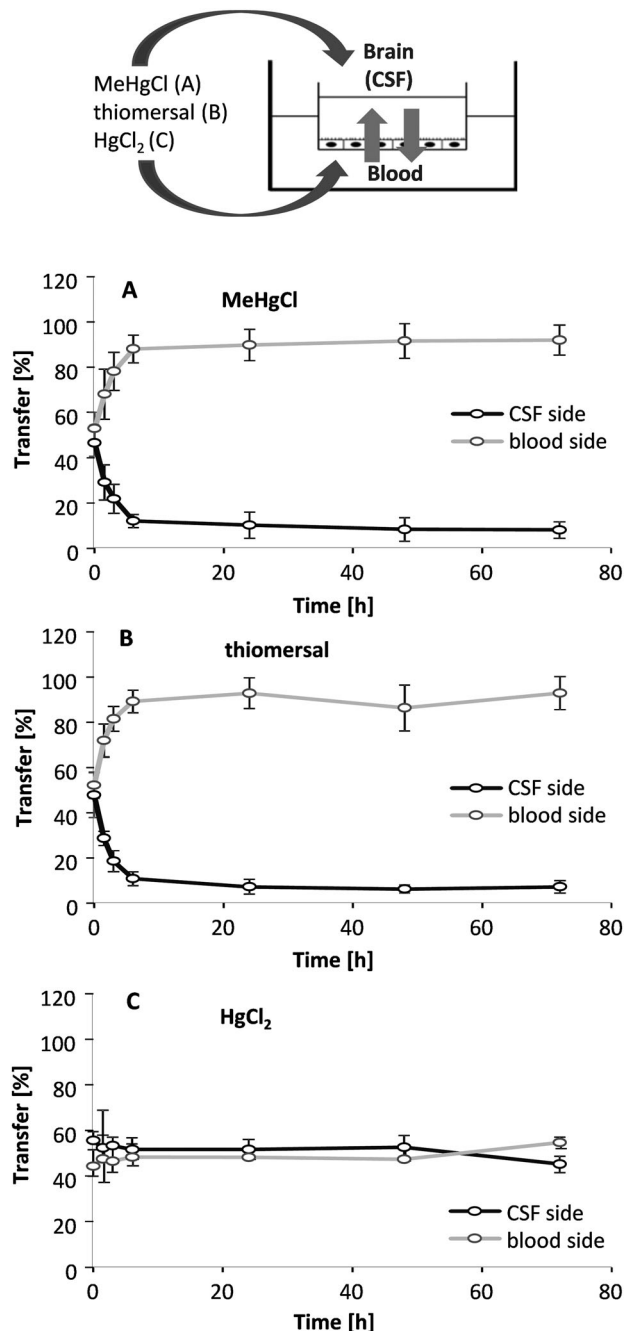 MeHgCl (A)
thiomersal (B)
HgCl₂ (C)
Brain
(CSF)
Blood
A
MeHgCl
120
100
80
60
40
20
0
Transfer [%]
CSF side
blood side
0 20 40 60 80
Time [h]
B
thiomersal
120
100
80
60
40
20
0
Transfer [%]
CSF side
blood side
0 20 40 60 80
Time [h]
C
HgCl₂
120
100
80
60
40
20
0
Transfer [%]
CSF side
blood side
0 20 40 60 80
Time [h]